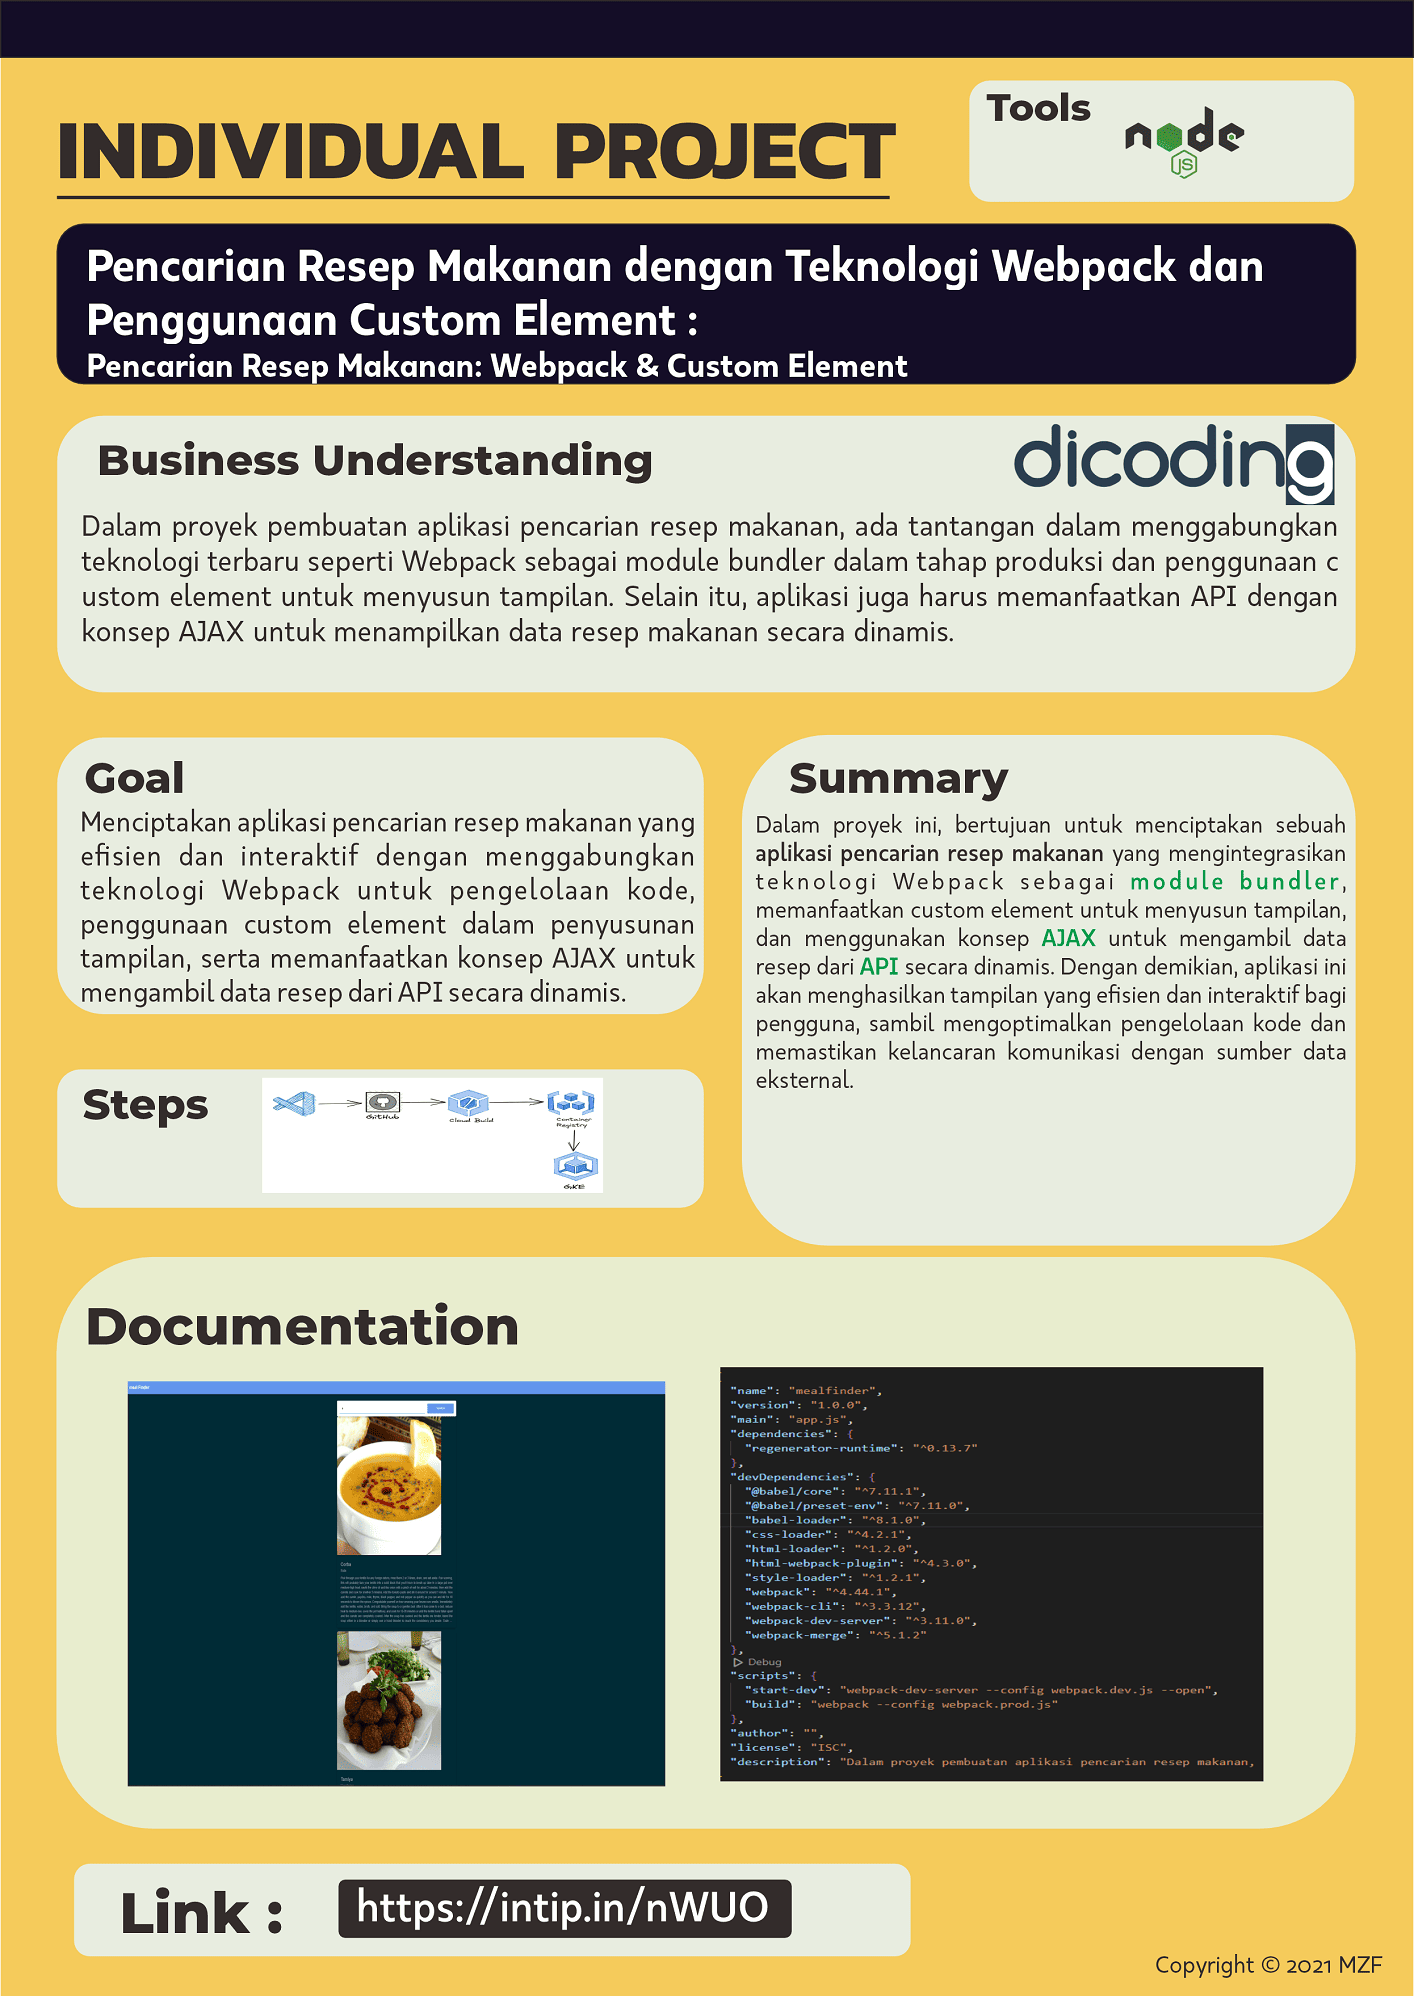 INDIVIDUAL PROJECT
Tools
node
JS
Pencarian Resep Makanan dengan Teknologi Webpack dan
Penggunaan Custom Element :
Pencarian Resep Makanan: Webpack & Custom Element
Business Understanding
dicoding
Dalam proyek pembuatan aplikasi pencarian resep makanan, ada tantangan dalam menggabungkan
teknologi terbaru seperti Webpack sebagai module bundler dalam tahap produksi dan penggunaan c
ustom element untuk menyusun tampilan. Selain itu, aplikasi juga harus memanfaatkan API dengan
konsep AJAX untuk menampilkan data resep makanan secara dinamis.
Goal
Menciptakan aplikasi pencarian resep makanan yang
efisien dan interaktif dengan menggabungkan
teknologi Webpack untuk pengelolaan kode,
penggunaan custom element dalam penyusunan
tampilan, serta memanfaatkan konsep AJAX untuk
mengambil data resep dari API secara dinamis.
Summary
Dalam proyek ini, bertujuan untuk menciptakan sebuah
aplikasi pencarian resep makanan yang mengintegrasikan
teknologi Webpack sebagai module bundler,
memanfaatkan custom element untuk menyusun tampilan,
dan menggunakan konsep AJAX untuk mengambil data
resep dari API secara dinamis. Dengan demikian, aplikasi ini
akan menghasilkan tampilan yang efisien dan interaktif bagi
pengguna, sambil mengoptimalkan pengelolaan kode dan
memastikan kelancaran komunikasi dengan sumber data
eksternal.
Steps
GitHub
Cloud Build
Container
Registry
GKE
Documentation
"name": "mealfinder",
"version": "1.0.0",
"main": "app.js",
"dependencies": {
"regenerator-runtime": "^0.13.7"
},
"devDependencies": {
"@babel/core": "^7.11.1",
"@babel/preset-env": "^7.11.0",
"babel-loader": "^8.1.0",
"css-loader": "^4.2.1",
"html-loader": "^1.2.0",
"html-webpack-plugin": "^4.3.0",
"style-loader": "^1.2.1",
"webpack": "^4.44.1",
"webpack-cli": "^3.3.12",
"webpack-dev-server": "^3.11.0",
"webpack-merge": "^5.1.2"
},
Debug
"scripts": {
"start-dev": "webpack-dev-server --config webpack.dev.js --open",
"build": "webpack --config webpack.prod.js"
},
"author": "",
"license": "ISC",
"description": "Dalam proyek pembuatan aplikasi pencarian resep makanan,
Link :
https://intip.in/nWUO
Copyright © 2021 MZF